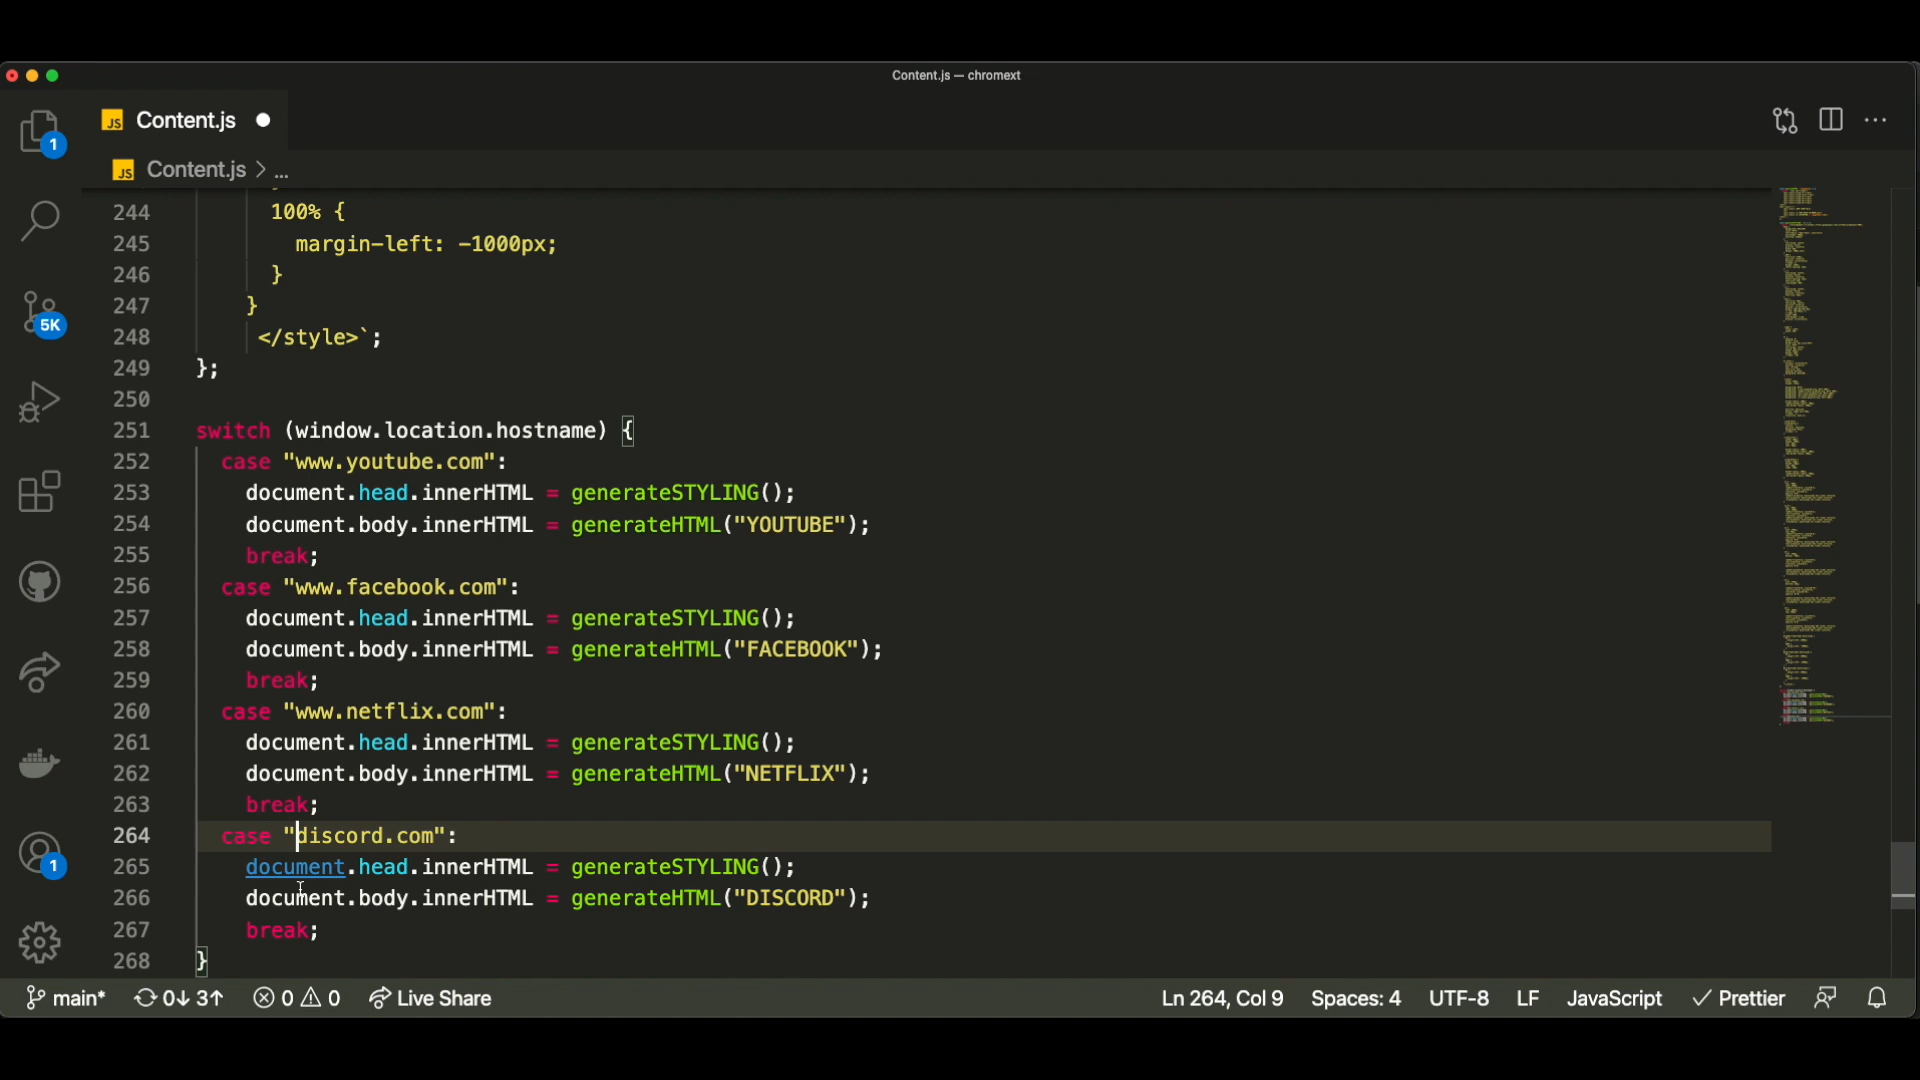 Content.js — chromext
JS Content.js
1
JS Content.js > ...
244 100% {
245 margin-left: -1000px;
246 }
247 }
248 </style>`;
249 };
250
251 switch (window.location.hostname) {
252 case "www.youtube.com":
253 document.head.innerHTML = generateSTYLING();
254 document.body.innerHTML = generateHTML("YOUTUBE");
255 break;
256 case "www.facebook.com":
257 document.head.innerHTML = generateSTYLING();
258 document.body.innerHTML = generateHTML("FACEBOOK");
259 break;
260 case "www.netflix.com":
261 document.head.innerHTML = generateSTYLING();
262 document.body.innerHTML = generateHTML("NETFLIX");
263 break;
264 case "discord.com":
265 document.head.innerHTML = generateSTYLING();
266 document.body.innerHTML = generateHTML("DISCORD");
267 break;
268 }
5K
1
main* 0↓ 3↑ 0 0 Live Share Ln 264, Col 9 Spaces: 4 UTF-8 LF JavaScript Prettier